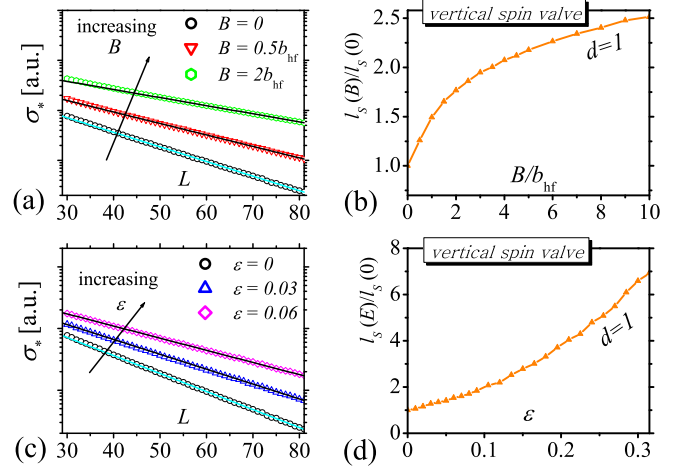 increasing
B
B = 0
B = 0.5b_hf
B = 2b_hf
σ* [a.u.]
L
30 40 50 60 70 80
(a)
vertical spin valve
d=1
l_S(B)/l_S(0)
2.5
2.0
1.5
1.0
0 2 4 6 8 10
B/b_hf
(b)
increasing
ε
ε = 0
ε = 0.03
ε = 0.06
σ* [a.u.]
L
30 40 50 60 70 80
(c)
vertical spin valve
d=1
l_S(E)/l_S(0)
8
6
4
2
0
0.1 0.2 0.3
ε
(d)